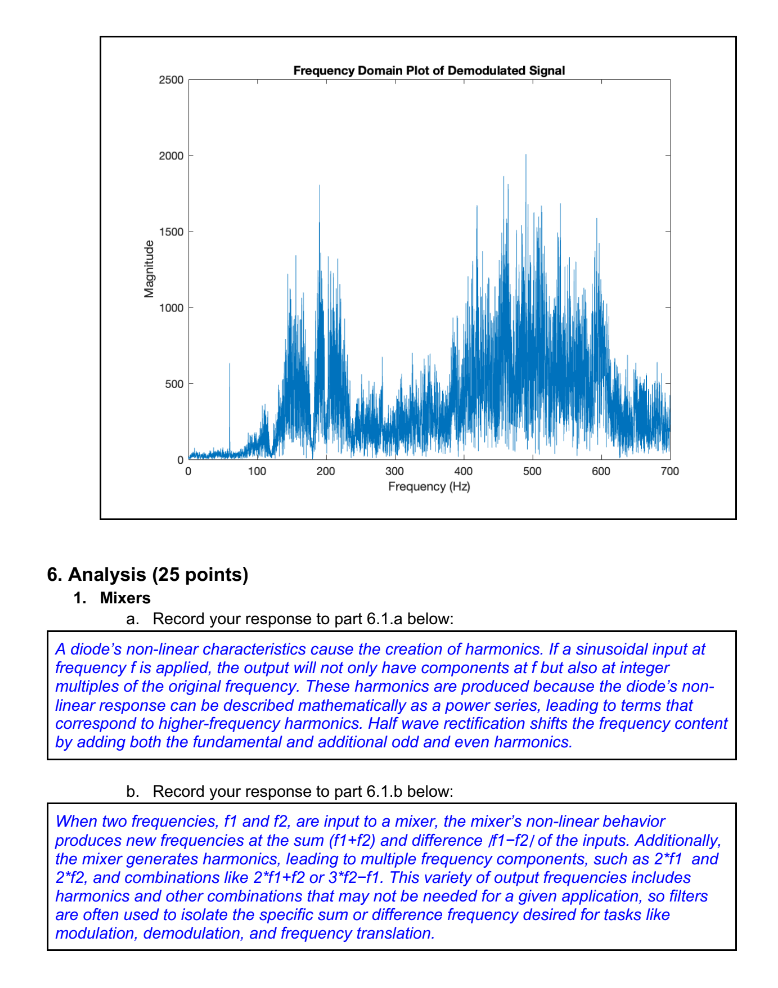 Frequency Domain Plot of Demodulated Signal
2500
2000
1500
1000
500
0
Magnitude
0 100 200 300 400 500 600 700
Frequency (Hz)
6. Analysis (25 points)
1. Mixers
a. Record your response to part 6.1.a below:
A diode’s non-linear characteristics cause the creation of harmonics. If a sinusoidal input at
frequency f is applied, the output will not only have components at f but also at integer
multiples of the original frequency. These harmonics are produced because the diode’s non-
linear response can be described mathematically as a power series, leading to terms that
correspond to higher-frequency harmonics. Half wave rectification shifts the frequency content
by adding both the fundamental and additional odd and even harmonics.
b. Record your response to part 6.1.b below:
When two frequencies, f1 and f2, are input to a mixer, the mixer’s non-linear behavior
produces new frequencies at the sum (f1+f2) and difference |f1−f2| of the inputs. Additionally,
the mixer generates harmonics, leading to multiple frequency components, such as 2*f1 and
2*f2, and combinations like 2*f1+f2 or 3*f2−f1. This variety of output frequencies includes
harmonics and other combinations that may not be needed for a given application, so filters
are often used to isolate the specific sum or difference frequency desired for tasks like
modulation, demodulation, and frequency translation.